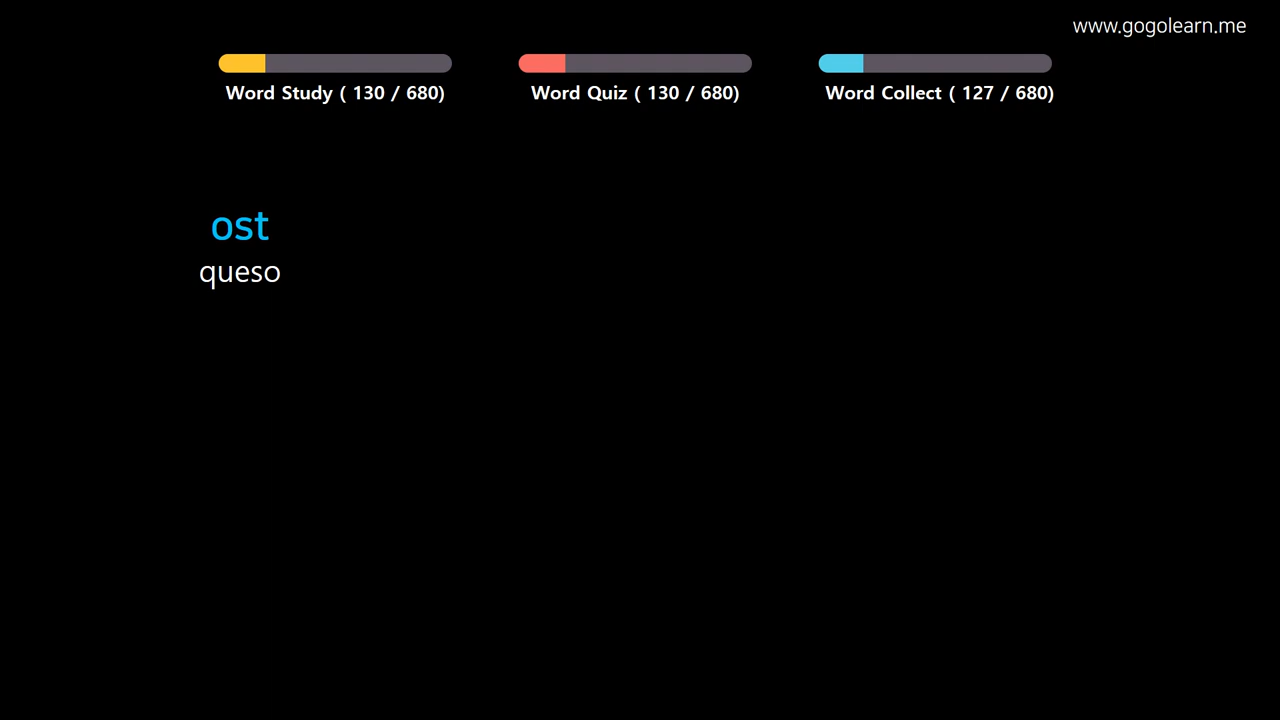 www.gogolearn.me
Word Study ( 130 / 680)
Word Quiz ( 130 / 680)
Word Collect ( 127 / 680)
ost
queso